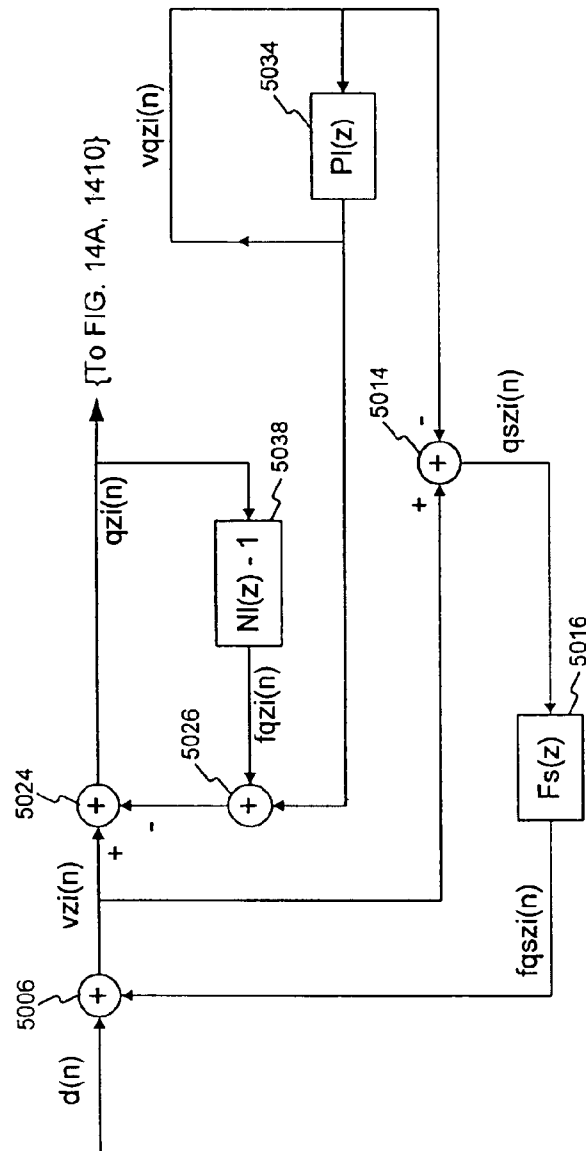 d(n)
5006
+
vzi(n)
+
5024
+
-
qzi(n)
{To FIG. 14A, 1410}
5026
+
fqzi(n)
NI(z) - 1
5038
vqzi(n)
5034
PI(z)
5014
+
+
-
qszi(n)
Fs(z)
5016
fqszi(n)